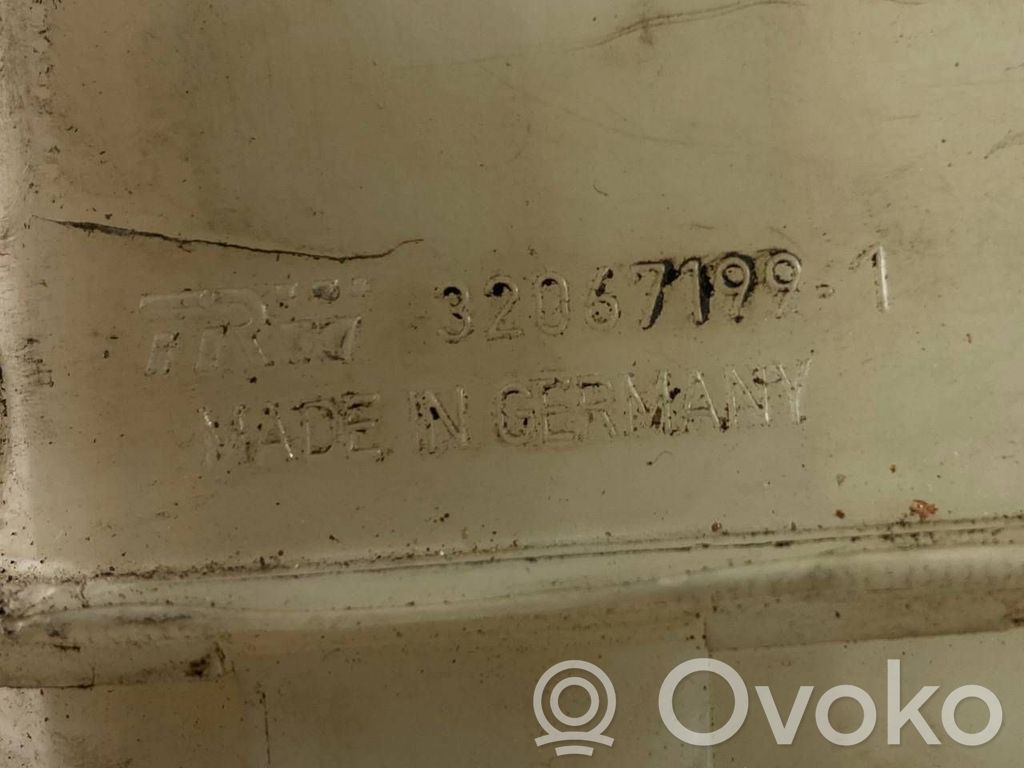 TRW 32067199-1
MADE IN GERMANY
Ovoko